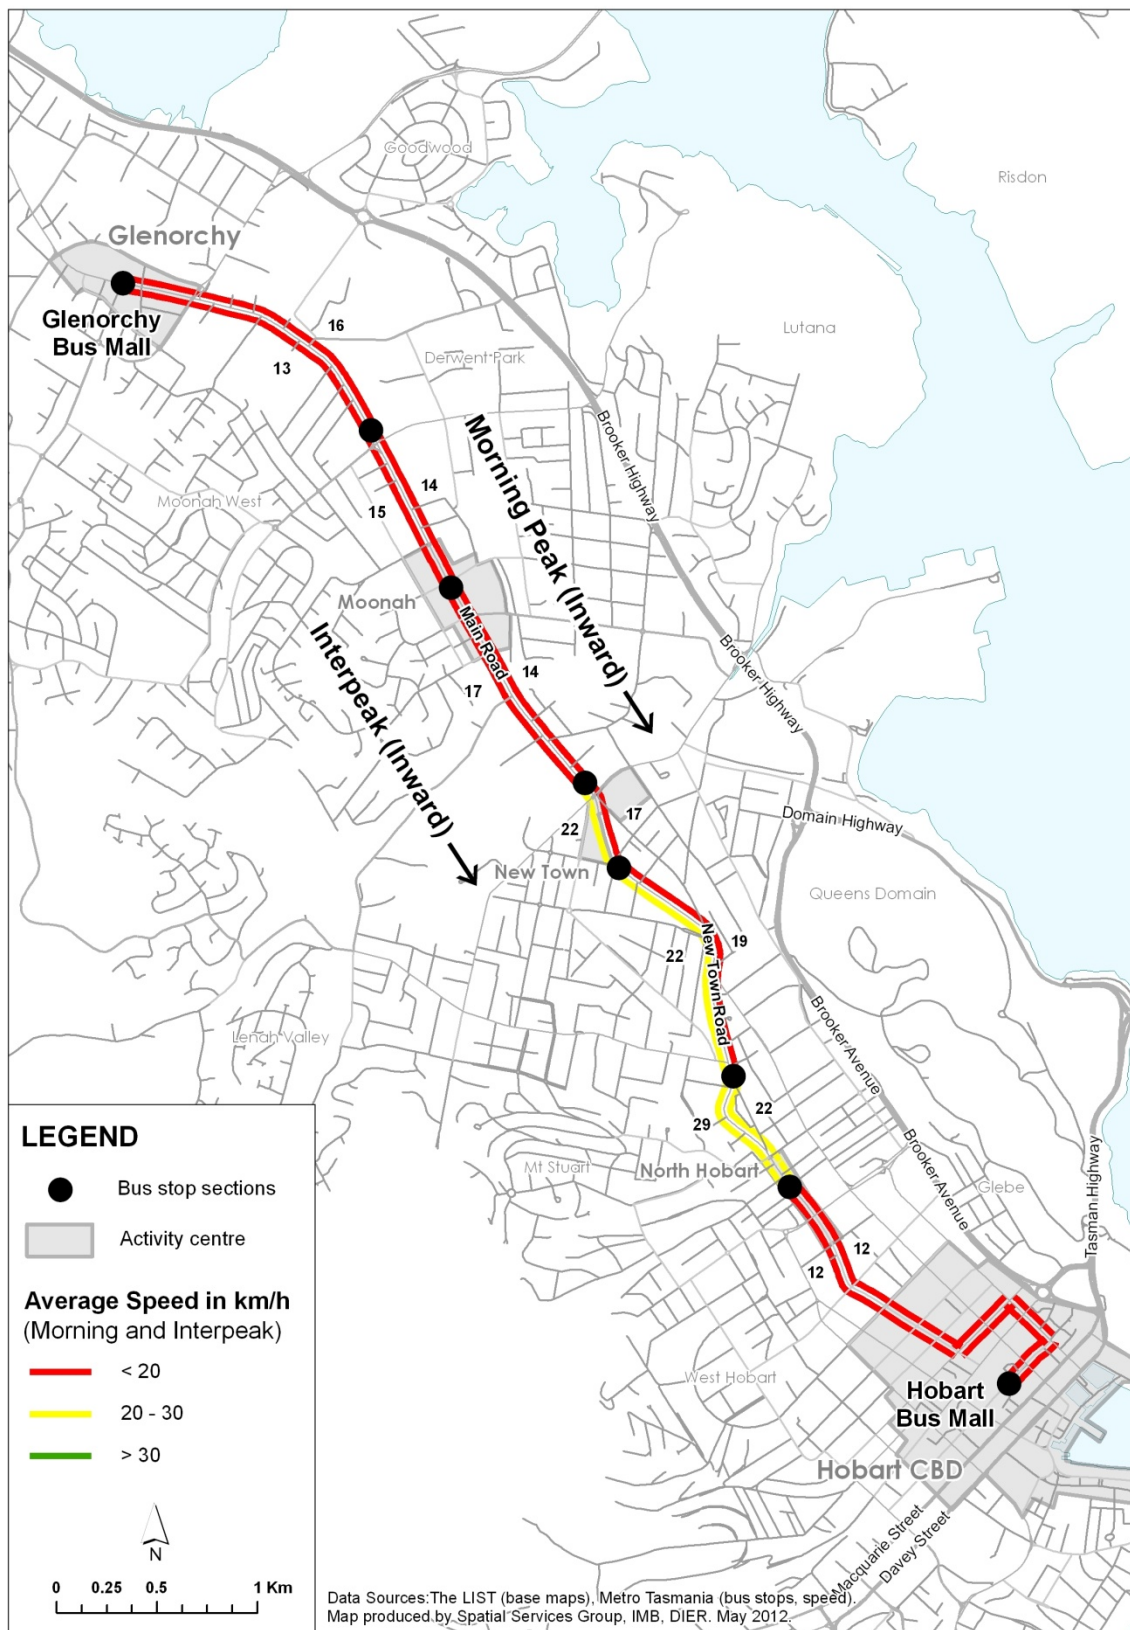 Goodwood
Risdon
Glenorchy
Glenorchy
Bus Mall
16
13
Lutana
Derwent Park
Brooker Highway
Morning Peak (Inward)
Moonah West
14
15
Moonah
Main Road
Interpeak (Inward)
14
17
Brooker Highway
17
22
Domain Highway
New Town
Queens Domain
19
22
New Town Road
Brooker Avenue
Lenah Valley
22
29
Brooker Avenue
Tasman Highway
Mt Stuart
North Hobart
Glebe
12
12
West Hobart
Hobart
Bus Mall
Hobart CBD
Macquarie Street
Davey Street
LEGEND
Bus stop sections
Activity centre
Average Speed in km/h
(Morning and Interpeak)
< 20
20 - 30
> 30
N
0 0.25 0.5 1 Km
Data Sources:The LIST (base maps), Metro Tasmania (bus stops, speed).
Map produced by Spatial Services Group, IMB, DIER. May 2012.